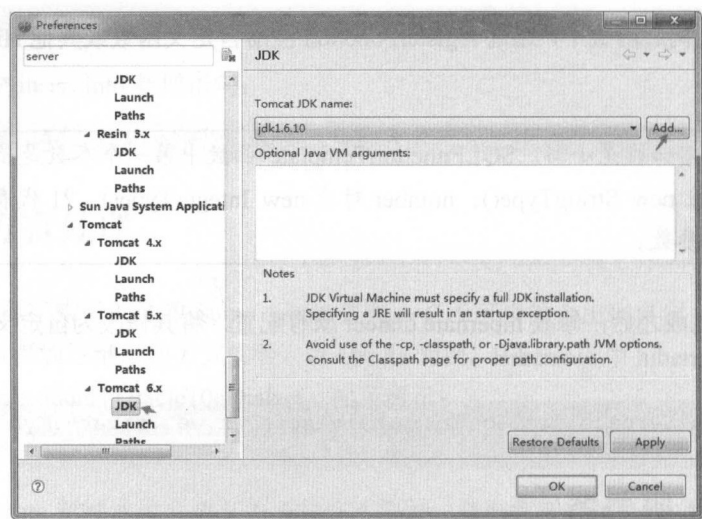 Preferences
server
JDK
Launch
Paths
Resin 3.x
JDK
Launch
Paths
Sun Java System Applicati
Tomcat
Tomcat 4.x
JDK
Launch
Paths
Tomcat 5.x
JDK
Launch
Paths
Tomcat 6.x
JDK
Launch
Paths
JDK
Tomcat JDK name:
jdk1.6.10
Add...
Optional Java VM arguments:
Notes
1. JDK Virtual Machine must specify a full JDK installation.
Specifying a JRE will result in an startup exception.
2. Avoid use of the -cp, -classpath, or -Djava.library.path JVM options.
Consult the Classpath page for proper path configuration.
Restore Defaults
Apply
OK
Cancel